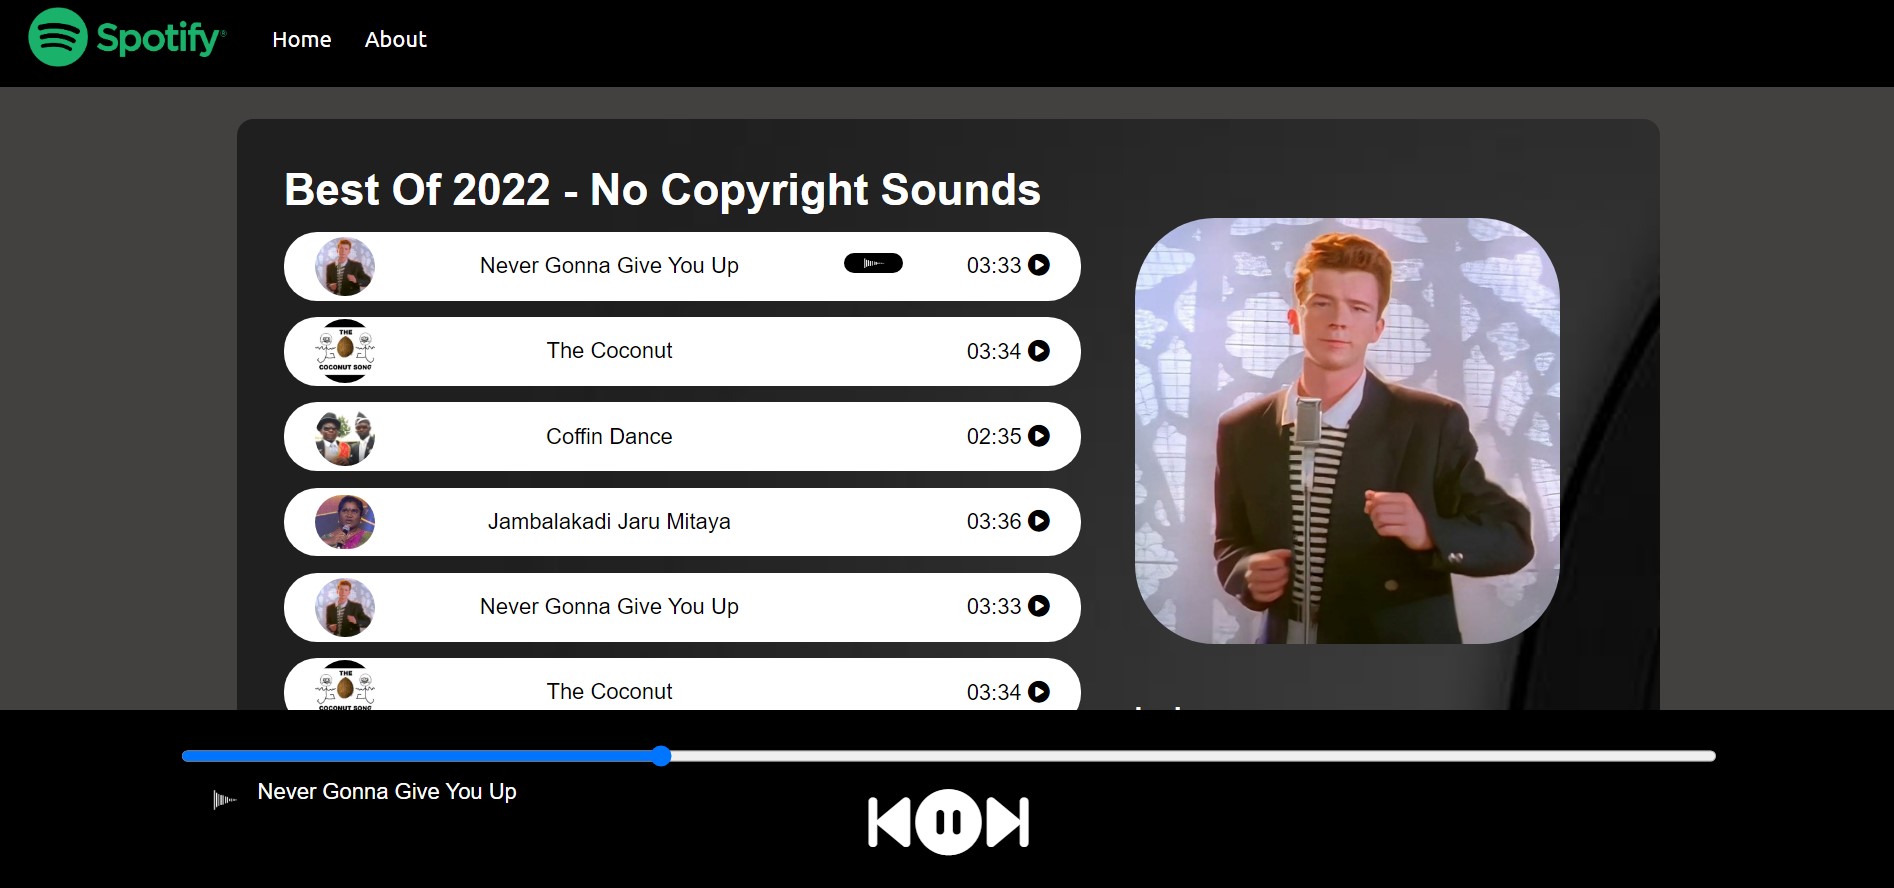 Spotify®
Home
About
Best Of 2022 - No Copyright Sounds
Never Gonna Give You Up
03:33
THE
COCONUT SONG
The Coconut
03:34
Coffin Dance
02:35
Jambalakadi Jaru Mitaya
03:36
Never Gonna Give You Up
03:33
THE
COCONUT SONG
The Coconut
03:34
Never Gonna Give You Up